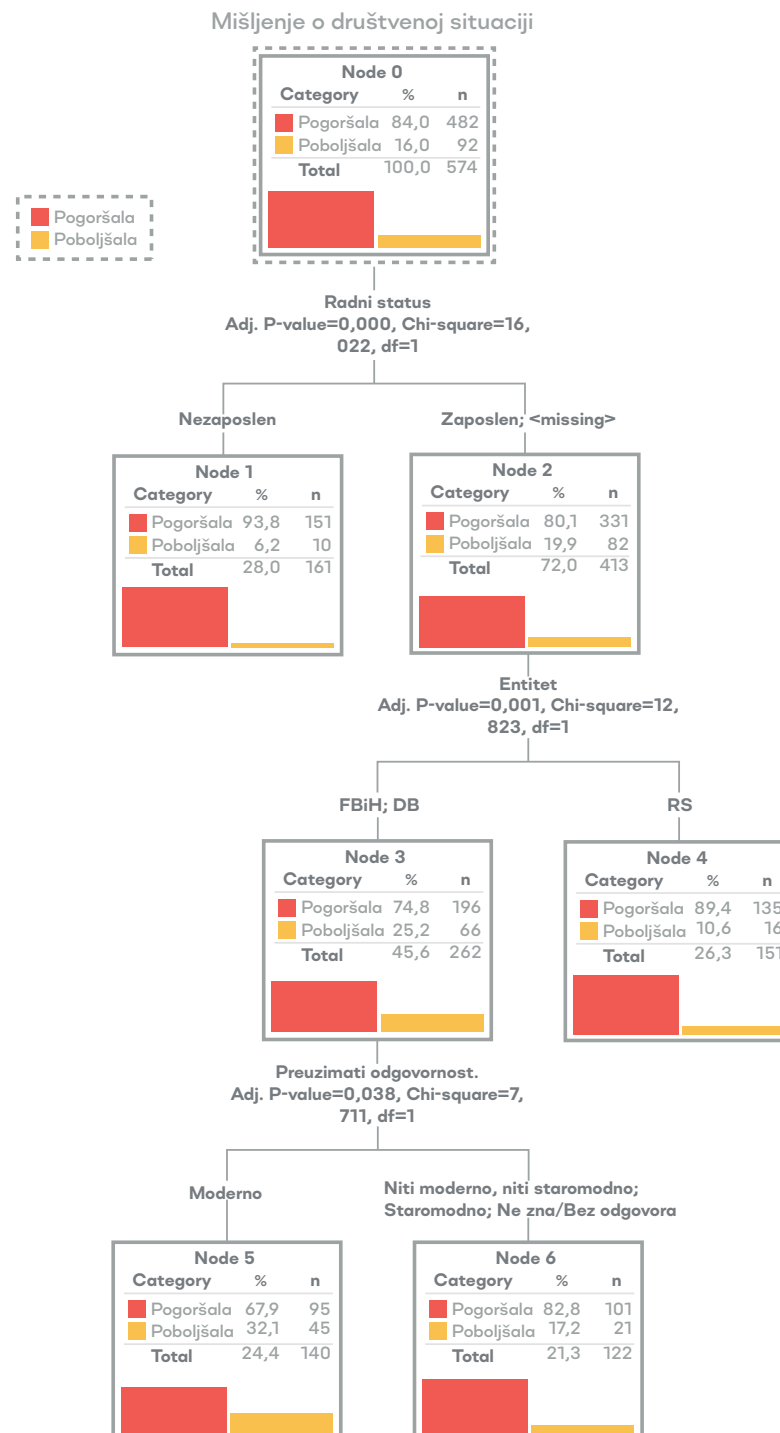 Mišljenje o društvenoj situaciji
Node 0
Category % n
Pogoršala 84,0 482
Poboljšala 16,0 92
Total 100,0 574
Pogoršala
Poboljšala
Radni status
Adj. P-value=0,000, Chi-square=16,
022, df=1
Nezaposlen
Zaposlen; <missing>
Node 1
Category % n
Pogoršala 93,8 151
Poboljšala 6,2 10
Total 28,0 161
Node 2
Category % n
Pogoršala 80,1 331
Poboljšala 19,9 82
Total 72,0 413
Entitet
Adj. P-value=0,001, Chi-square=12,
823, df=1
FBiH; DB
RS
Node 3
Category % n
Pogoršala 74,8 196
Poboljšala 25,2 66
Total 45,6 262
Node 4
Category % n
Pogoršala 89,4 135
Poboljšala 10,6 16
Total 26,3 151
Preuzimati odgovornost.
Adj. P-value=0,038, Chi-square=7,
711, df=1
Moderno
Niti moderno, niti staromodno;
Staromodno; Ne zna/Bez odgovora
Node 5
Category % n
Pogoršala 67,9 95
Poboljšala 32,1 45
Total 24,4 140
Node 6
Category % n
Pogoršala 82,8 101
Poboljšala 17,2 21
Total 21,3 122